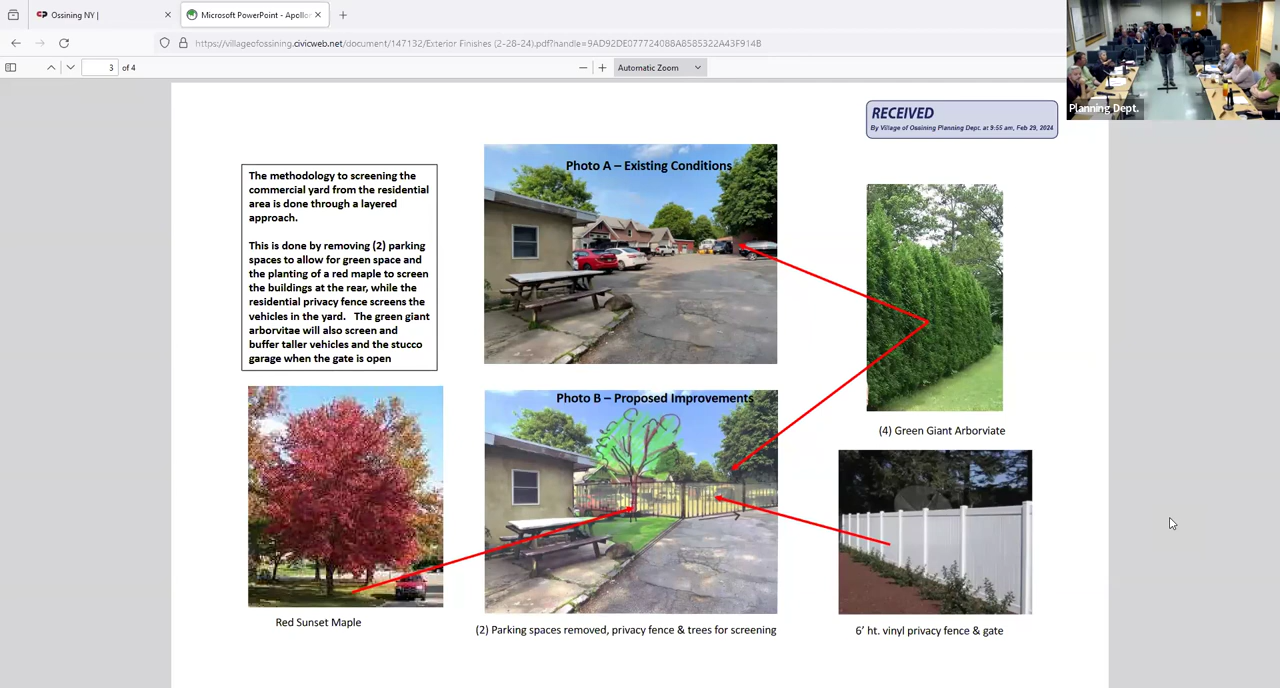 Ossining NY |
Microsoft PowerPoint - Apollo
https://villageofossining.civicweb.net/document/147132/Exterior Finishes (2-28-24).pdf?handle=9AD92DE07772408BA8585322A43F914B
3 of 4
Automatic Zoom
Planning Dept.
RECEIVED
By Village of Ossining Planning Dept. at 9:55 am, Feb 29, 2024
The methodology to screening the
commercial yard from the residential
area is done through a layered
approach.
This is done by removing (2) parking
spaces to alloy for green space and
the planting of a red maple to screen
the buildings at the rear, while the
residential privacy fence screens the
vehicles in the yard. The green giant
arborvitae will also screen and
buffer taller vehicles and the stucco
garage when the gate is open
Photo A – Existing Conditions
(4) Green Giant Arborviate
Photo B – Proposed Improvements
Red Sunset Maple
(2) Parking spaces removed, privacy fence & trees for screening
6’ ht. vinyl privacy fence & gate